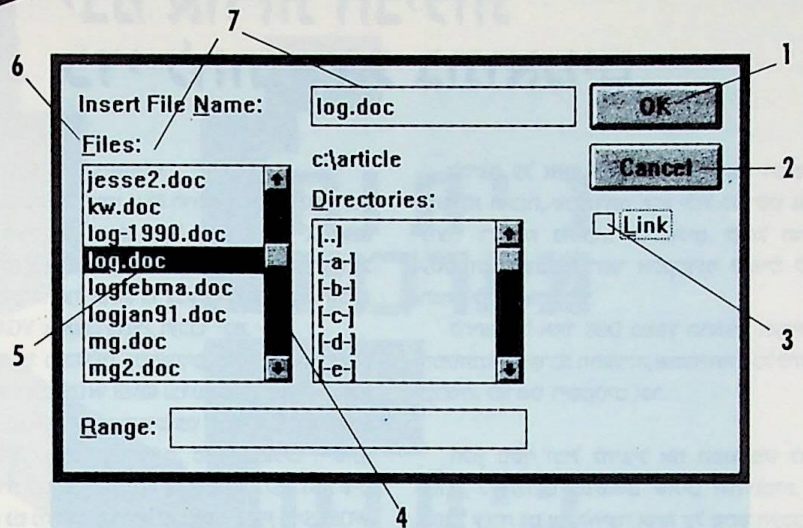 7
6
1
Insert File Name:
log.doc
OK
Files:
c:\article
Cancel
2
jesse2.doc
kw.doc
log-1990.doc
log.doc
logfebma.doc
logjan91.doc
mg.doc
mg2.doc
Directories:
[..]
[-a-]
[-b-]
[-c-]
[-d-]
[-e-]
Link
3
5
Range:
4